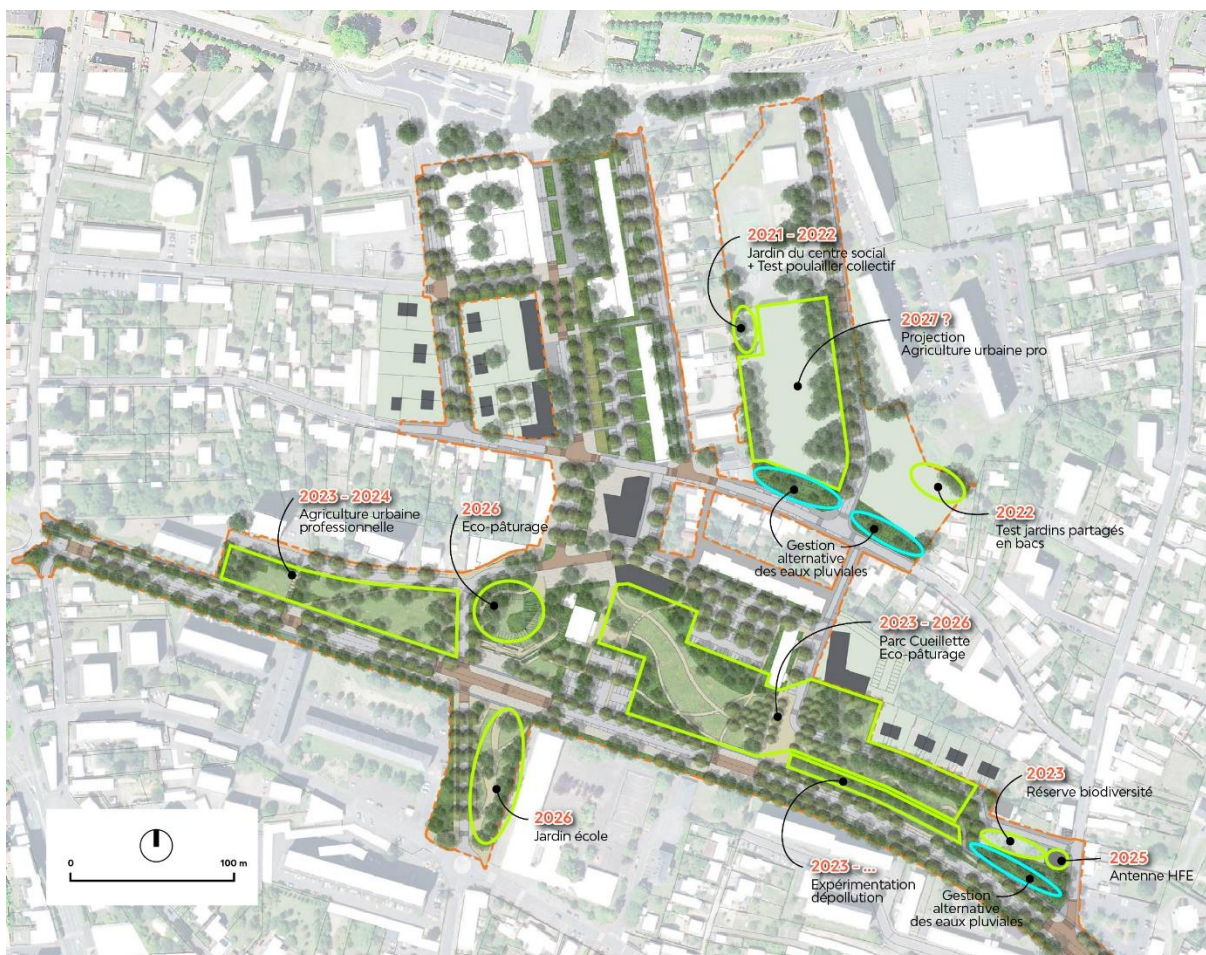 2021 - 2022
Jardin du centre social
+ Test poulailler collectif
2027 ?
Projection
Agriculture urbaine pro
2023 - 2024
Agriculture urbaine
professionnelle
2026
Eco-pâturage
2022
Test jardins partagés
en bacs
Gestion
alternative
des eaux pluviales
2023 - 2026
Parc Cueillette
Eco-pâturage
2023
Réserve biodiversité
2026
Jardin école
2023 - ...
Expérimentation
dépollution
2025
Antenne HFE
Gestion
alternative
des eaux pluviales
0 100 m